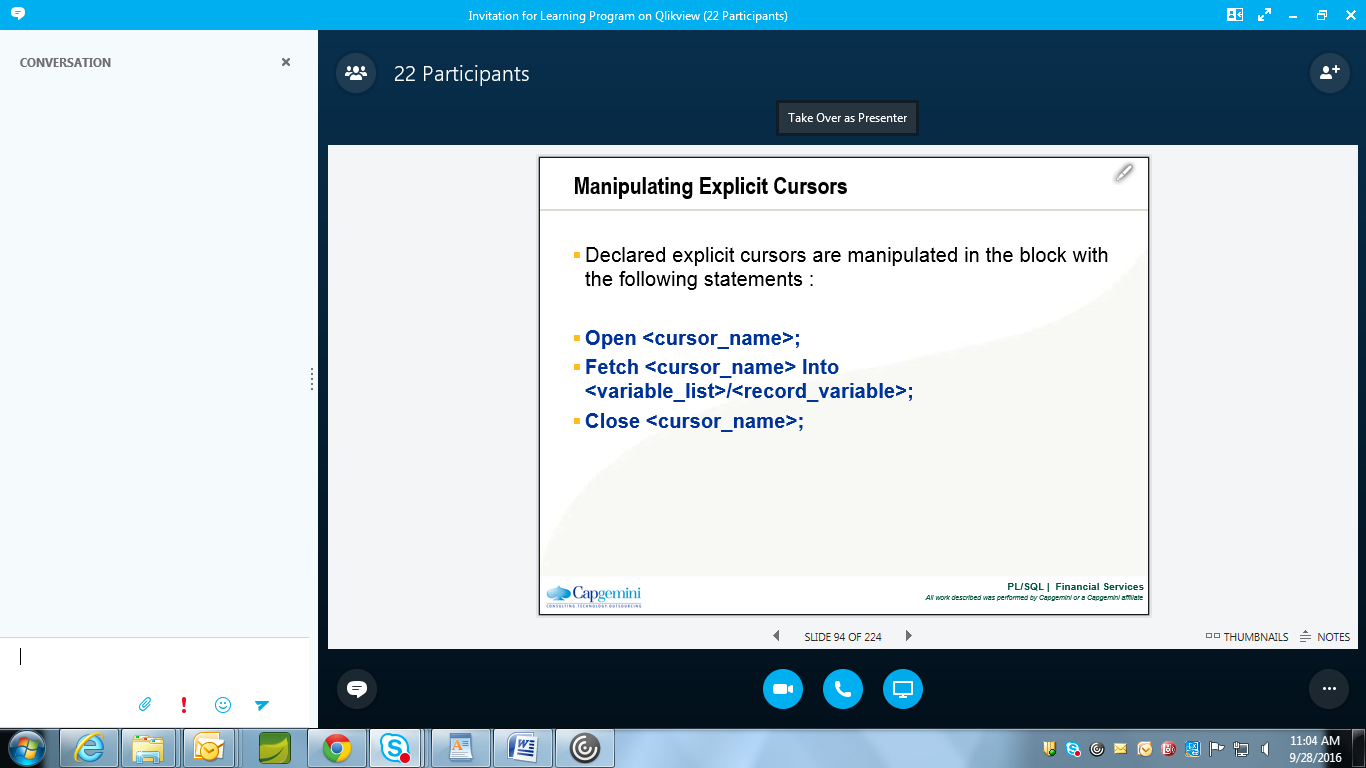 Invitation for Learning Program on Qlikview (22 Participants)
CONVERSATION
22 Participants
Take Over as Presenter
Manipulating Explicit Cursors
Declared explicit cursors are manipulated in the block with
the following statements :
Open <cursor_name>;
Fetch <cursor_name> Into
<variable_list>/<record_variable>;
Close <cursor_name>;
Capgemini
CONSULTING.TECHNOLOGY.OUTSOURCING
PL/SQL | Financial Services
All work described was performed by Capgemini or a Capgemini affiliate
SLIDE 94 OF 224
THUMBNAILS
NOTES
11:04 AM
9/28/2016